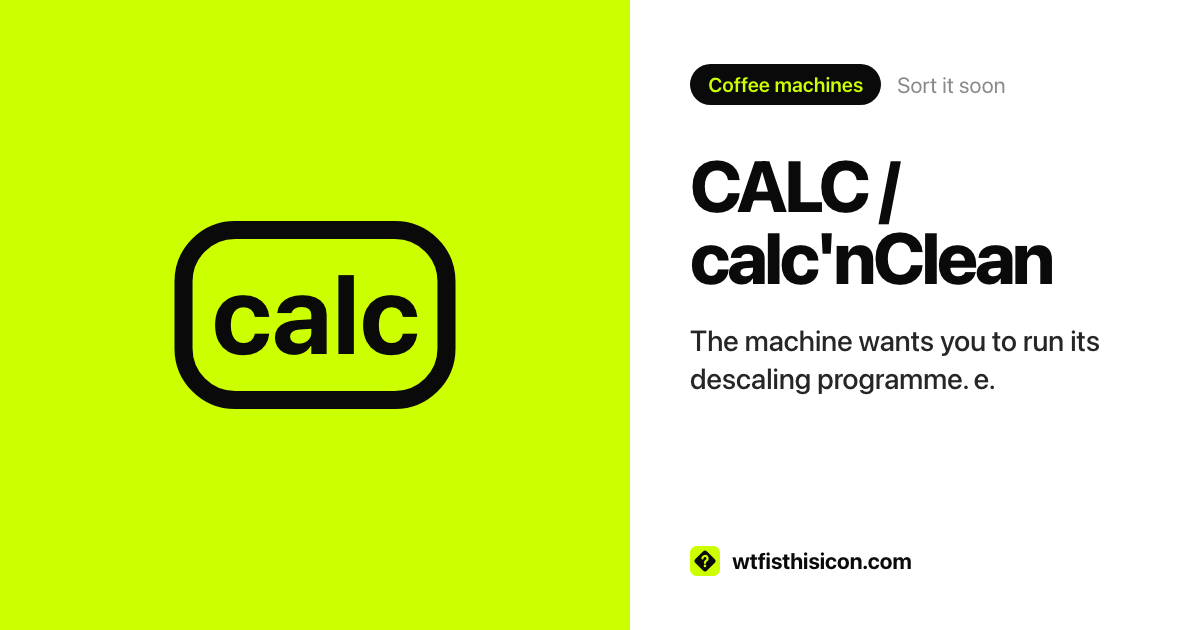 calc
Coffee machines
Sort it soon
CALC /
calc'nClean
The machine wants you to run its
descaling programme. e.
?
wtfisthisicon.com